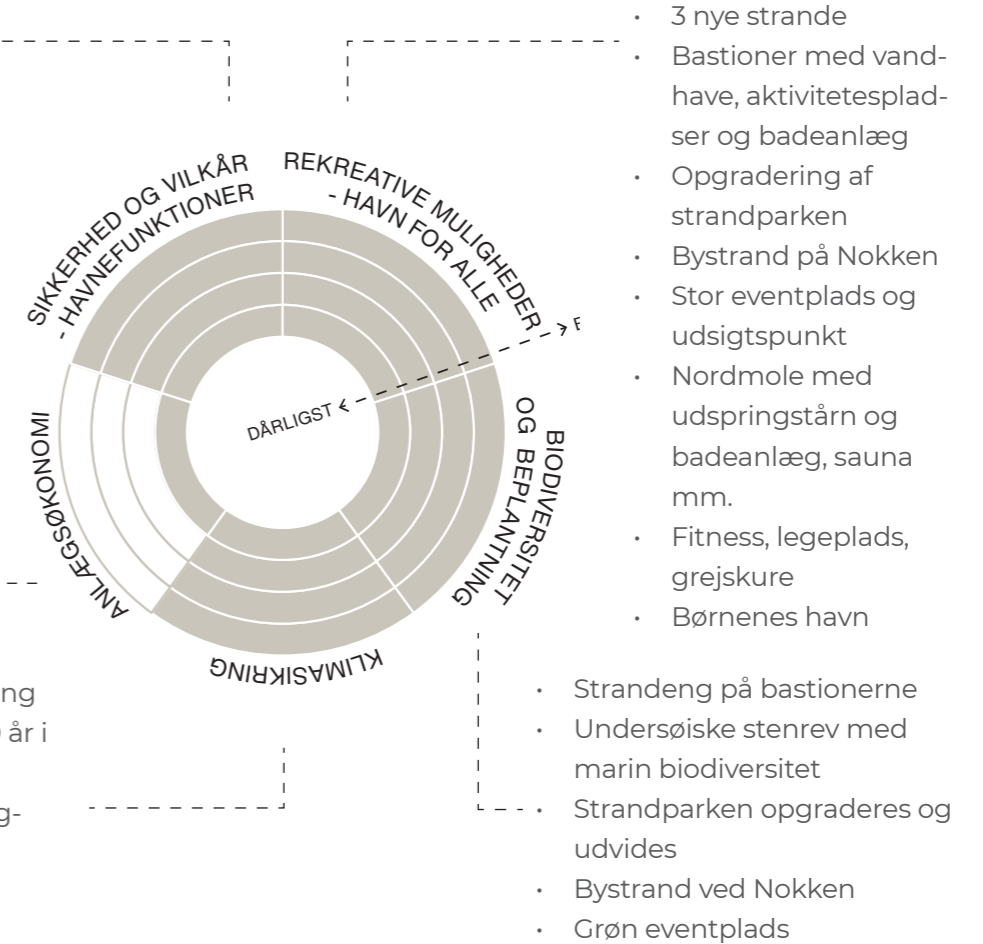 • 3 nye strande
• Bastioner med vand-
have, aktivitetesplad-
ser og badeanlæg
• Opgradering af
strandparken
• Bystrand på Nokken
• Stor eventplads og
udsigtspunkt
• Nordmole med
udspringstårn og
badeanlæg, sauna
mm.
• Fitness, legeplads,
grejskure
• Børnenes havn
SIKKERHED OG VILKÅR
- HAVNEFUNKTIONER
REKREATIVE MULIGHEDER
- HAVN FOR ALLE
DÅRLIGST
BIODIVERSITET
OG BEPLANTNING
ANLÆGSØKONOMI
KLIMASIKRING
ng
år i
g-
• Strandeng på bastionerne
• Undersøiske stenrev med
marin biodiversitet
• Strandparken opgraderes og
udvides
• Bystrand ved Nokken
• Grøn eventplads